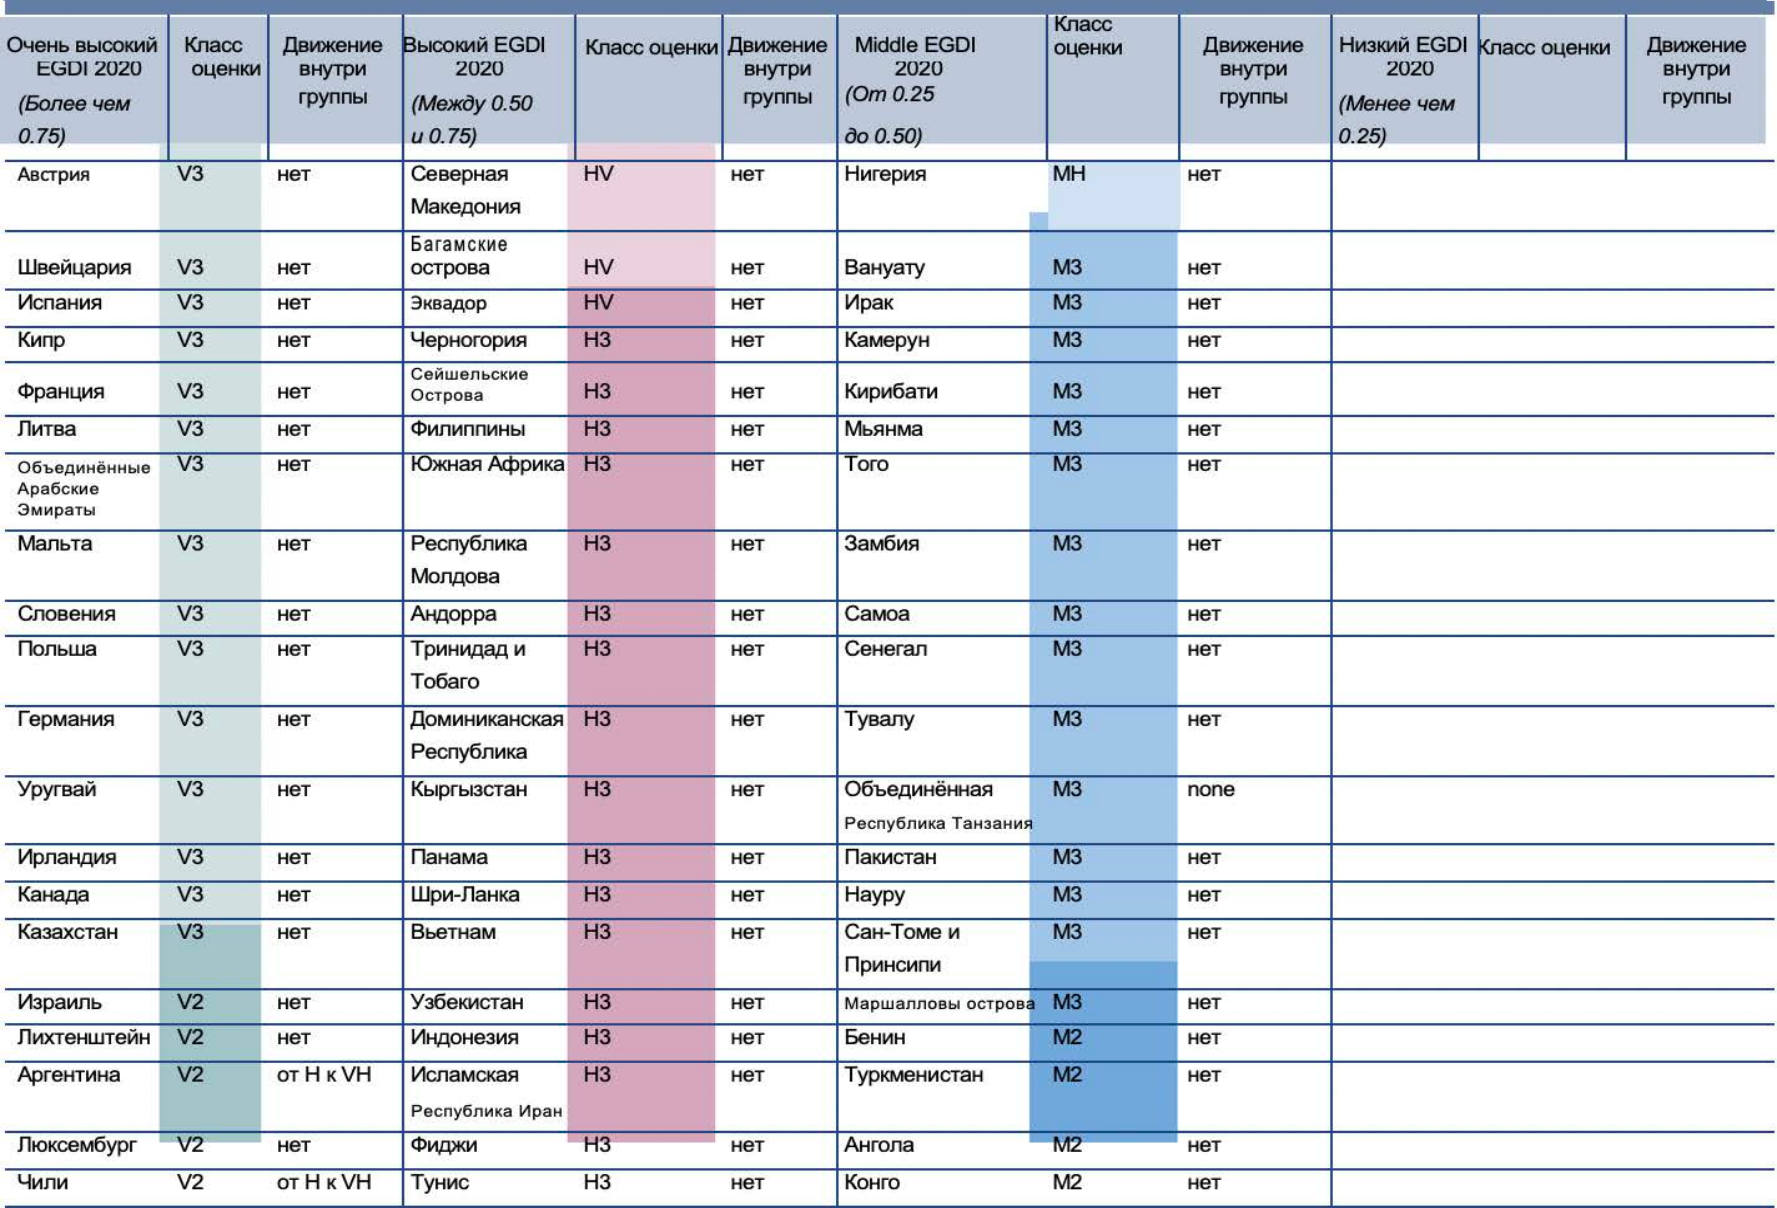 Очень высокий EGDI 2020 (Более чем 0.75) Класс оценки Движение внутри группы Высокий EGDI 2020 (Между 0.50 и 0.75) Класс оценки Движение внутри группы Middle EGDI 2020 (От 0.25 до 0.50) Класс оценки Движение внутри группы Низкий EGDI 2020 (Менее чем 0.25) Класс оценки Движение внутри группы
Австрия V3 нет Северная Македония HV нет Нигерия MH нет
Швейцария V3 нет Багамские острова HV нет Вануату M3 нет
Испания V3 нет Эквадор HV нет Ирак M3 нет
Кипр V3 нет Черногория H3 нет Камерун M3 нет
Франция V3 нет Сейшельские Острова H3 нет Кирибати M3 нет
Литва V3 нет Филиппины H3 нет Мьянма M3 нет
Объединённые Арабские Эмираты V3 нет Южная Африка H3 нет Того M3 нет
Мальта V3 нет Республика Молдова H3 нет Замбия M3 нет
Словения V3 нет Андорра H3 нет Самоа M3 нет
Польша V3 нет Тринидад и Тобаго H3 нет Сенегал M3 нет
Германия V3 нет Доминиканская Республика H3 нет Тувалу M3 нет
Уругвай V3 нет Кыргызстан H3 нет Объединённая Республика Танзания M3 none
Ирландия V3 нет Панама H3 нет Пакистан M3 нет
Канада V3 нет Шри-Ланка H3 нет Науру M3 нет
Казахстан V3 нет Вьетнам H3 нет Сан-Томе и Принсипи M3 нет
Израиль V2 нет Узбекистан H3 нет Маршалловы острова M3 нет
Лихтенштейн V2 нет Индонезия H3 нет Бенин M2 нет
Аргентина V2 от Н к VH Исламская Республика Иран H3 нет Туркменистан M2 нет
Люксембург V2 нет Фиджи H3 нет Ангола M2 нет
Чили V2 от Н к VH Тунис H3 нет Конго M2 нет